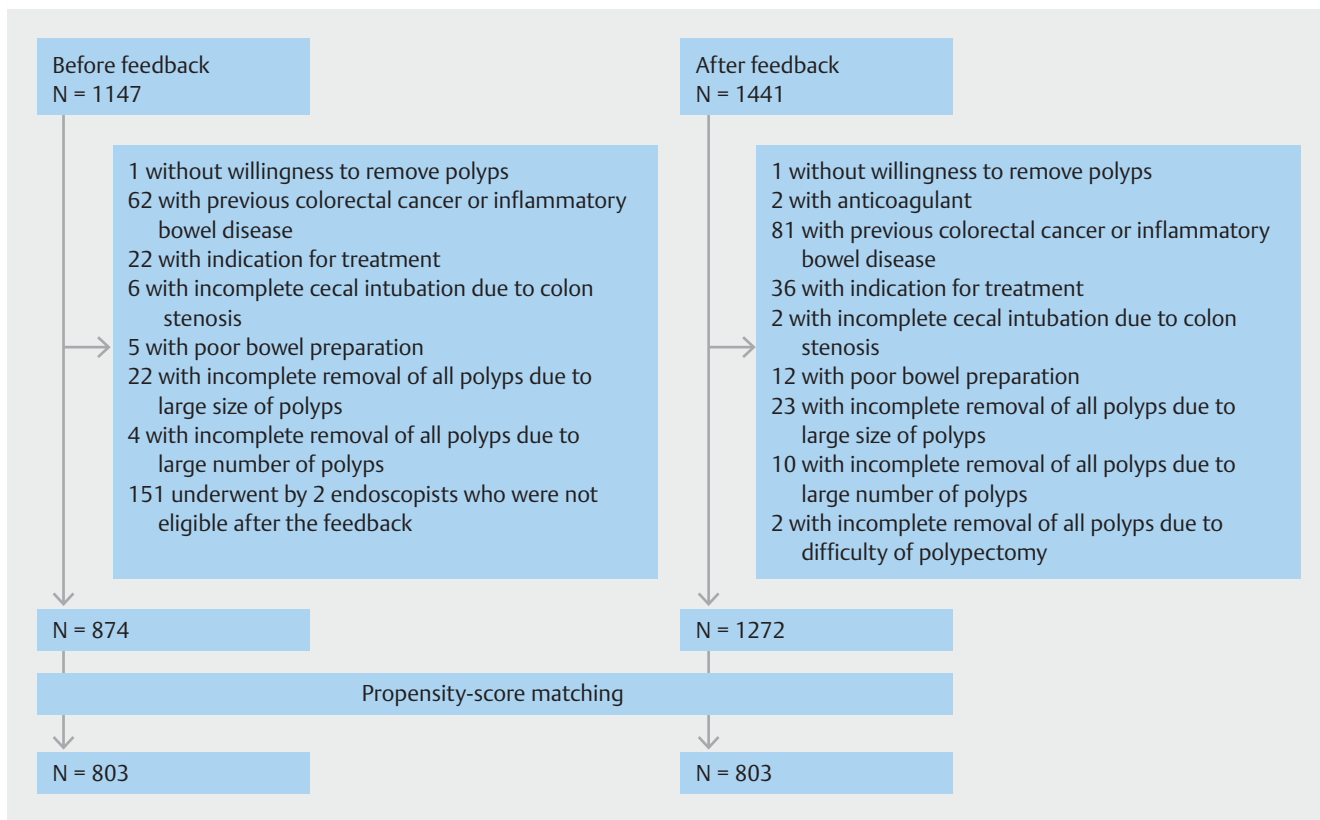 Before feedback
N = 1147
1 without willingness to remove polyps
62 with previous colorectal cancer or inflammatory
bowel disease
22 with indication for treatment
6 with incomplete cecal intubation due to colon
stenosis
5 with poor bowel preparation
22 with incomplete removal of all polyps due to
large size of polyps
4 with incomplete removal of all polyps due to
large number of polyps
151 underwent by 2 endoscopists who were not
eligible after the feedback
N = 874
After feedback
N = 1441
1 without willingness to remove polyps
2 with anticoagulant
81 with previous colorectal cancer or inflammatory
bowel disease
36 with indication for treatment
2 with incomplete cecal intubation due to colon
stenosis
12 with poor bowel preparation
23 with incomplete removal of all polyps due to
large size of polyps
10 with incomplete removal of all polyps due to
large number of polyps
2 with incomplete removal of all polyps due to
difficulty of polypectomy
N = 1272
Propensity-score matching
N = 803
N = 803